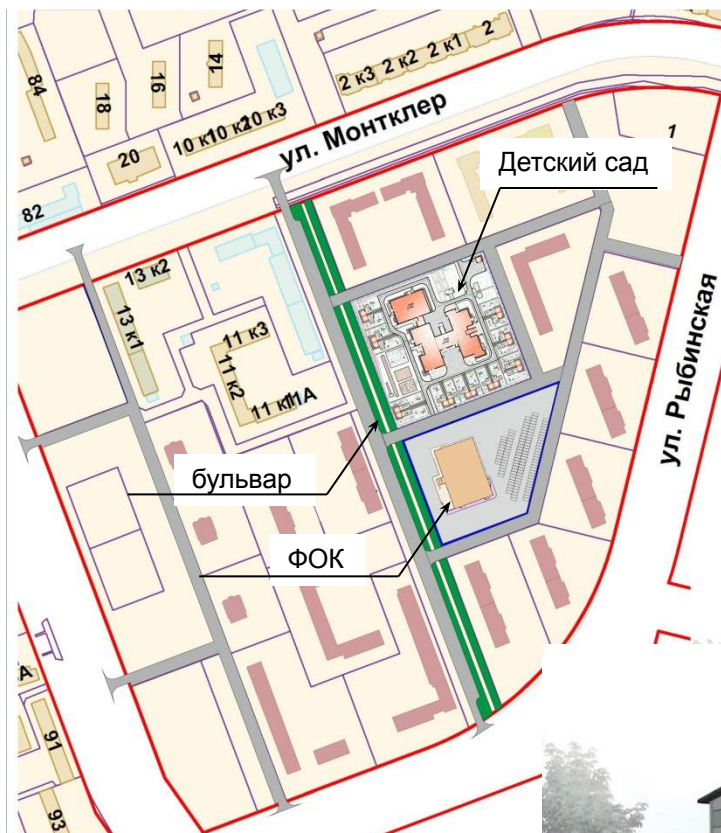 84
18
16
14
2 к3
2 к2
2 к1
2
20
10 к1
10 к2
10 к3
ул. Монтклер
1
82
Детский сад
13 к2
13 к1
11 к3
11 к2
11 к1
11А
ул. Рыбинская
бульвар
ФОК
91
93